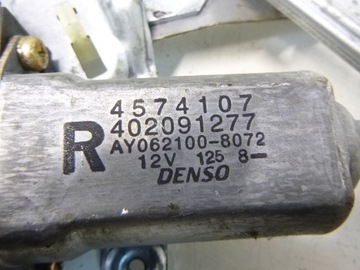 4574107
402091277
R AY062100-8072
12V 125 8-
DENSO